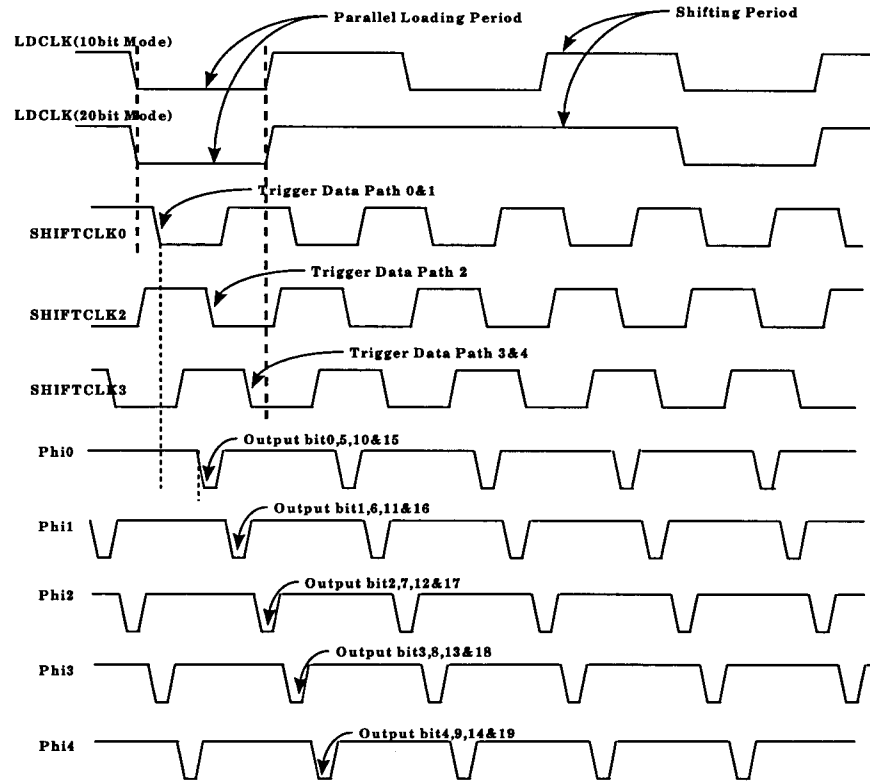 Parallel Loading Period
Shifting Period
LDCLK(10bit Mode)
LDCLK(20bit Mode)
Trigger Data Path 0&1
SHIFTCLK0
Trigger Data Path 2
SHIFTCLK2
Trigger Data Path 3&4
SHIFTCLK3
Output bit0,5,10&15
Phi0
Output bit1,6,11&16
Phi1
Output bit2,7,12&17
Phi2
Output bit3,8,13&18
Phi3
Output bit4,9,14&19
Phi4